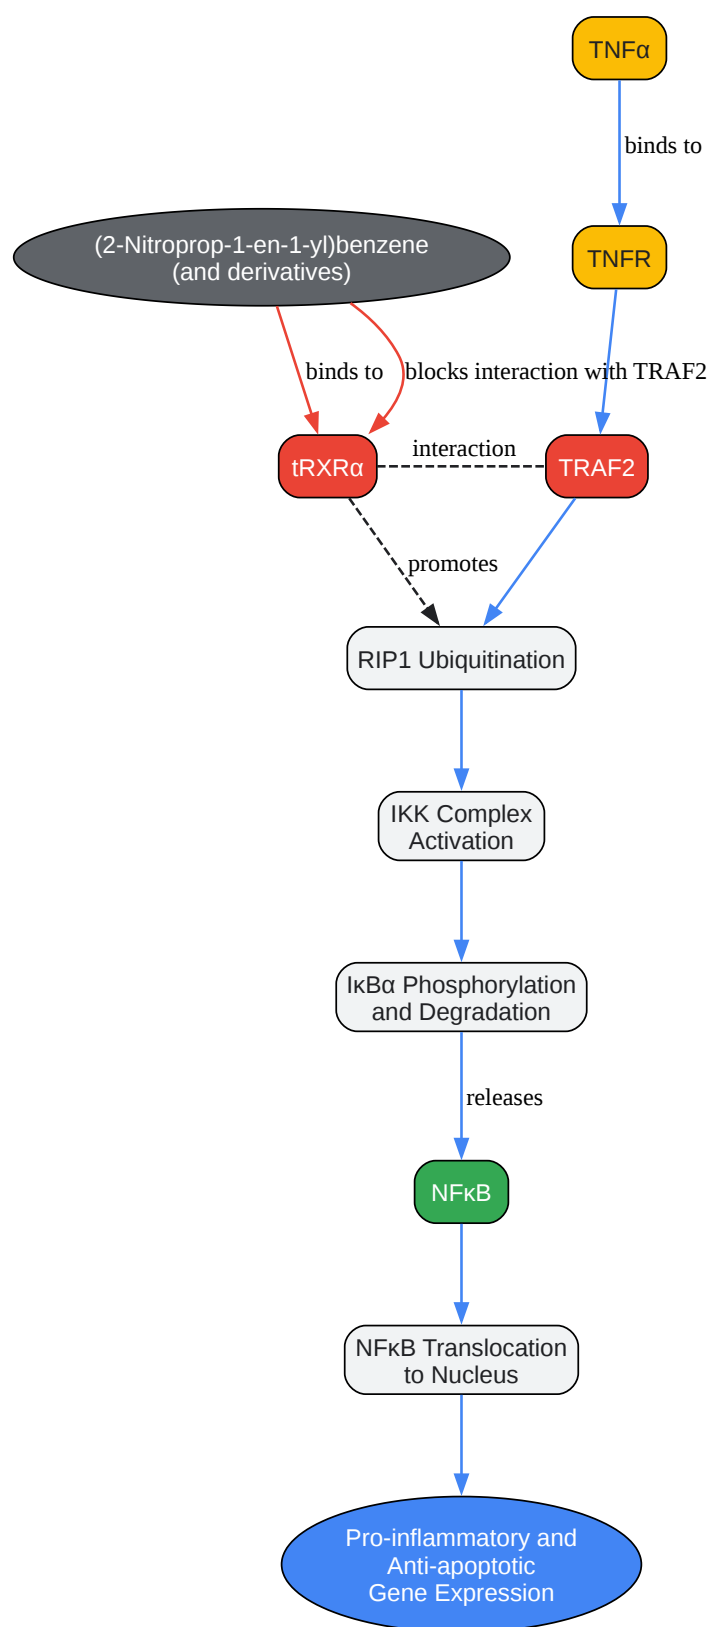 TNFα
binds to
(2-Nitroprop-1-en-1-yl)benzene
(and derivatives)
TNFR
binds to
blocks interaction with TRAF2
tRXRα
interaction
TRAF2
promotes
RIP1 Ubiquitination
IKK Complex
Activation
IκBα Phosphorylation
and Degradation
releases
NFκB
NFκB Translocation
to Nucleus
Pro-inflammatory and
Anti-apoptotic
Gene Expression